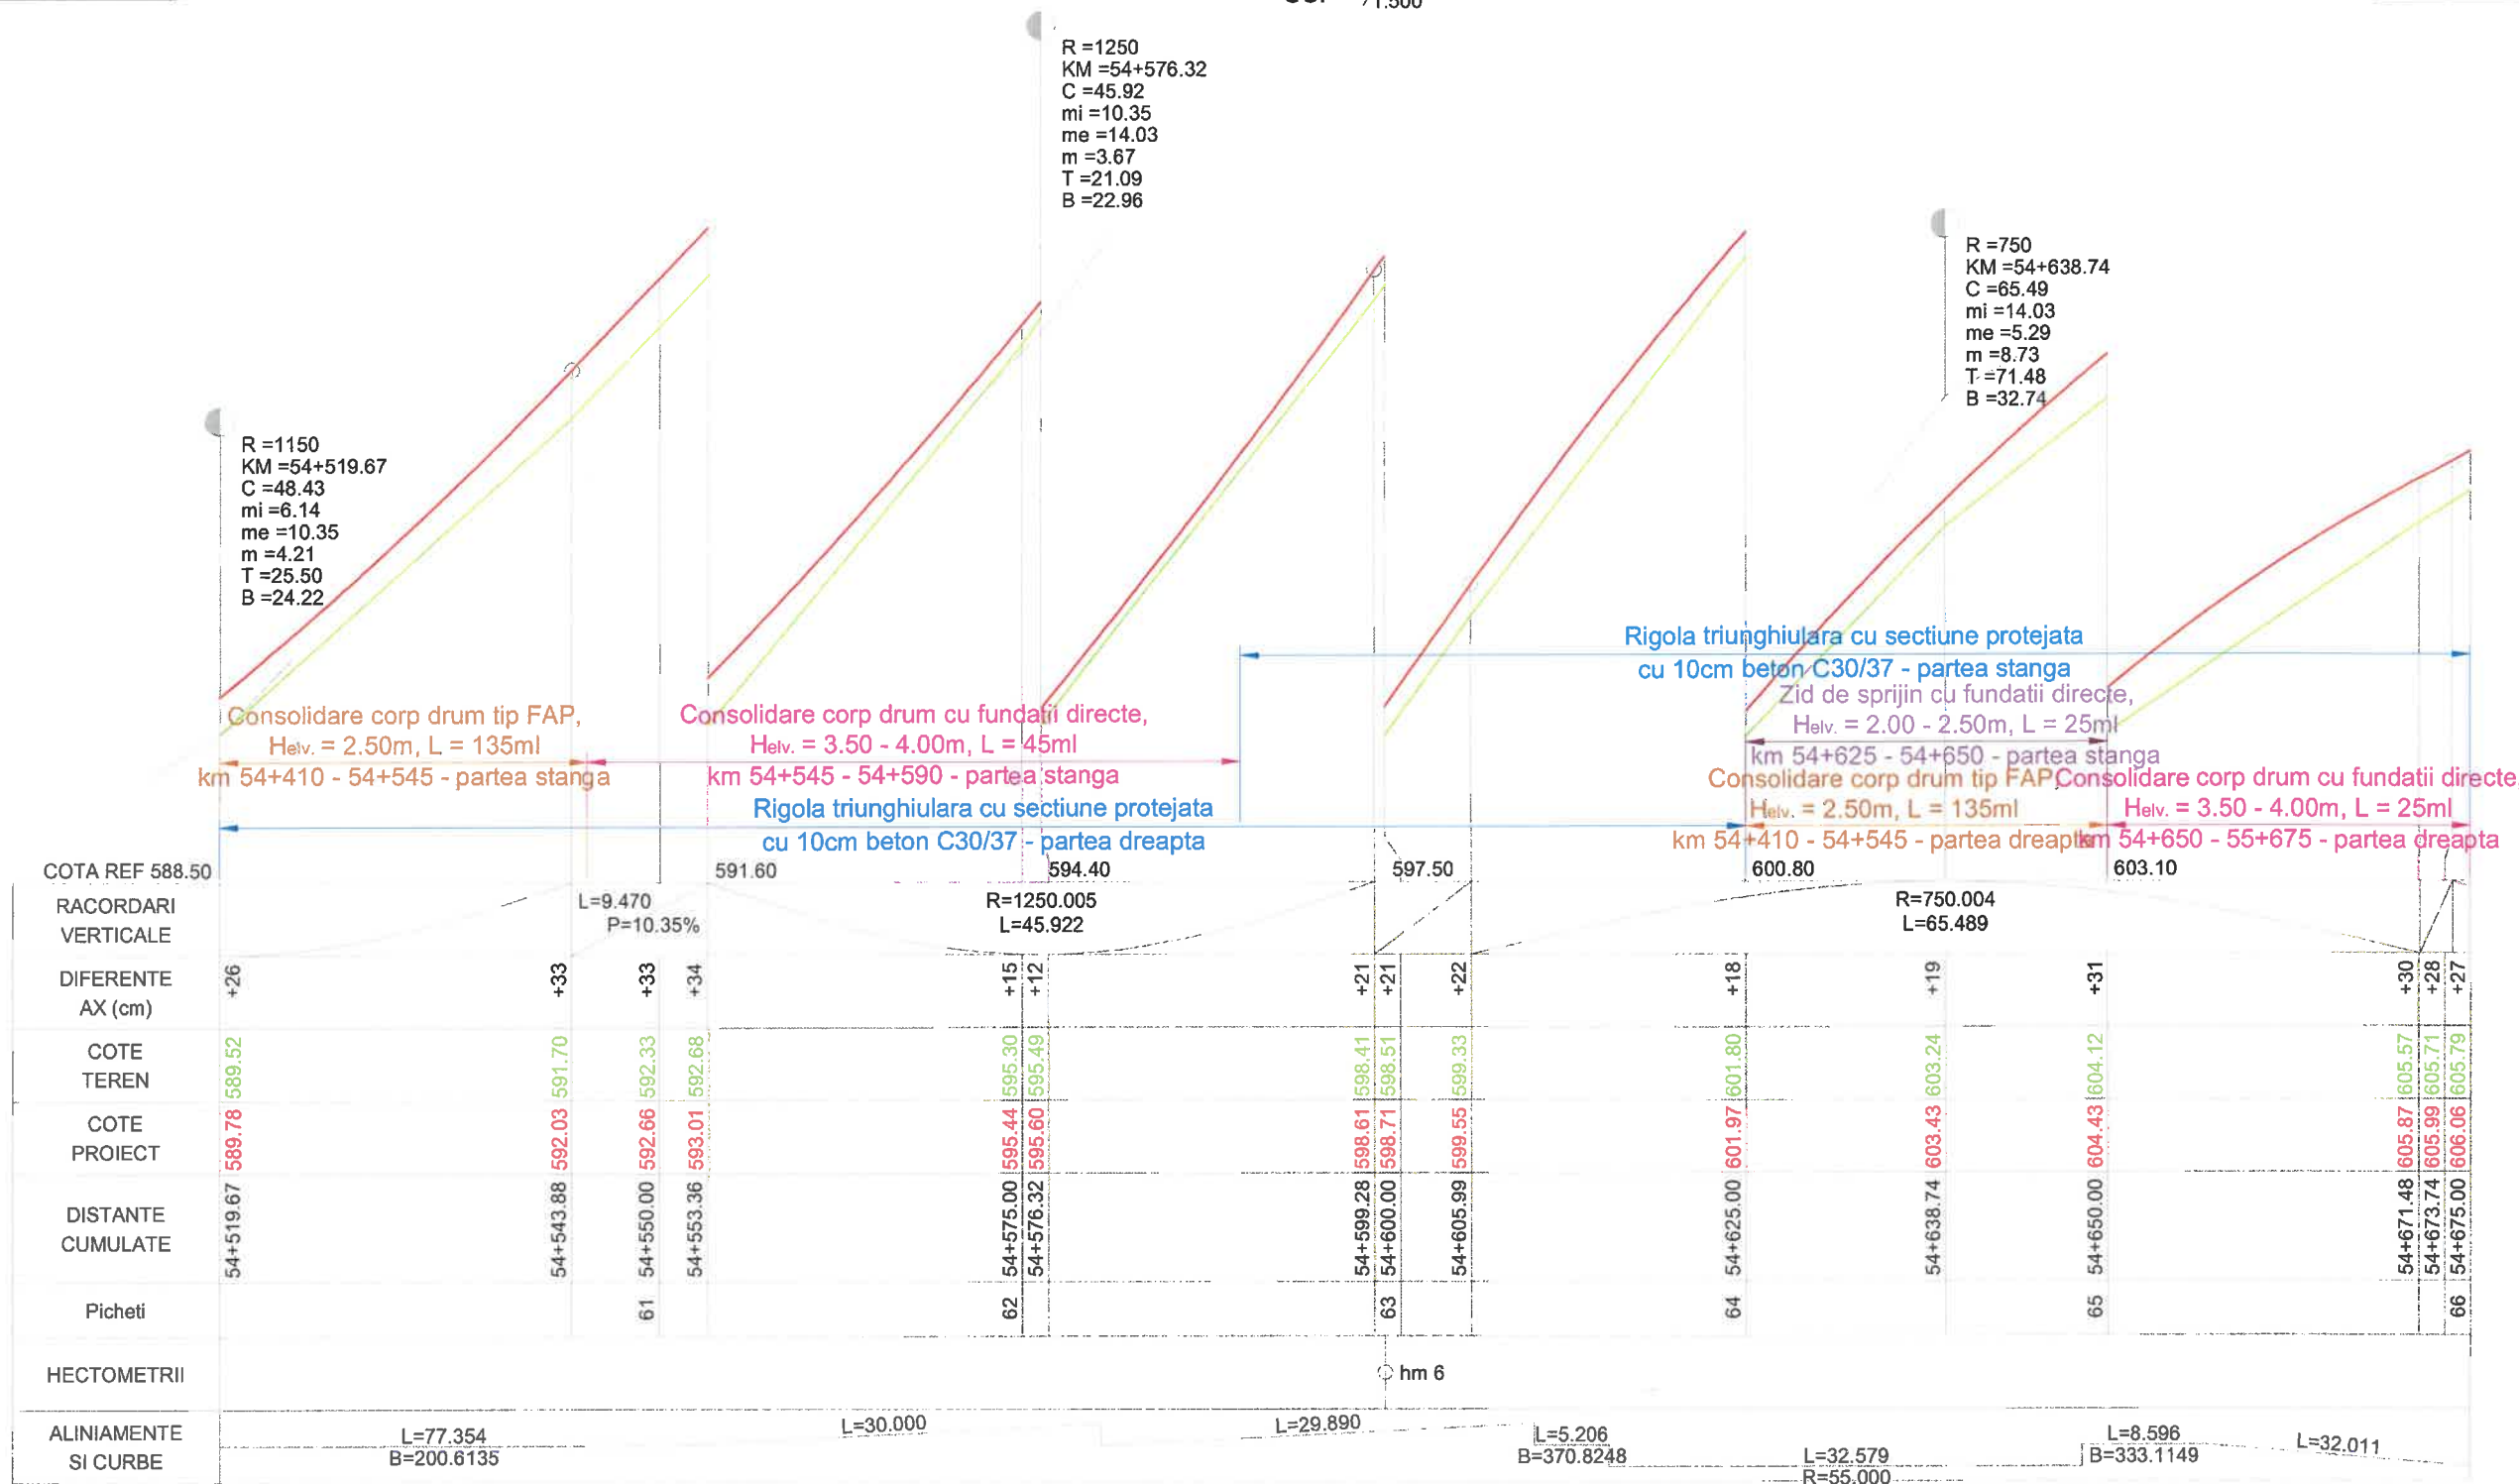 R =1250
KM =54+576.32
C =45.92
mi =10.35
me =14.03
m =3.67
T =21.09
B =22.96
R =750
KM =54+638.74
C =65.49
mi =14.03
me =5.29
m =8.73
T =71.48
B =32.74
R =1150
KM =54+519.67
C =48.43
mi =6.14
me =10.35
m =4.21
T =25.50
B =24.22
Rigola triunghiulara cu sectiune protejata
cu 10cm beton C30/37 - partea stanga
Zid de sprijin cu fundatii directe,
Helv. = 2.00 - 2.50m, L = 25ml
km 54+625 - 54+650 - partea stanga
Consolidare corp drum tip FAP,
Helv. = 2.50m, L = 135ml
km 54+410 - 54+545 - partea stanga
Consolidare corp drum cu fundatii directe,
Helv. = 3.50 - 4.00m, L = 45ml
km 54+545 - 54+590 - partea stanga
Rigola triunghiulara cu sectiune protejata
cu 10cm beton C30/37 - partea dreapta
Consolidare corp drum tip FAP
Helv. = 2.50m, L = 135ml
km 54+410 - 54+545 - partea dreapta
Consolidare corp drum cu fundatii directe
Helv. = 3.50 - 4.00m, L = 25ml
km 54+650 - 55+675 - partea dreapta
COTA REF 588.50 591.60 594.40 597.50 600.80 603.10
RACORDARI
VERTICALE
L=9.470
P=10.35%
R=1250.005
L=45.922
R=750.004
L=65.489
DIFERENTE
AX (cm)
+26 +33 +33 +34 +15 +12 +21 +21 +22 +18 +19 +31 +30 +28 +27
COTE
TEREN
589.52 591.70 592.33 592.68 595.30 595.49 598.41 598.51 599.33 601.80 603.24 604.12 605.57 605.71 605.79
COTE
PROIECT
589.78 592.03 592.66 593.01 595.44 595.60 598.61 598.71 599.55 601.97 603.43 604.43 605.87 605.99 606.06
DISTANTE
CUMULATE
54+519.67 54+543.88 54+550.00 54+553.36 54+575.00 54+576.32 54+599.28 54+600.00 54+605.99 54+625.00 54+638.74 54+650.00 54+671.48 54+673.74 54+675.00
Picheti
61 62 63 64 65 66
HECTOMETRII
hm 6
ALINIAMENTE
SI CURBE
L=77.354
B=200.6135
L=30.000
L=29.890
L=5.206
B=370.8248
L=32.579
R=55.000
L=8.596
B=333.1149
L=32.011